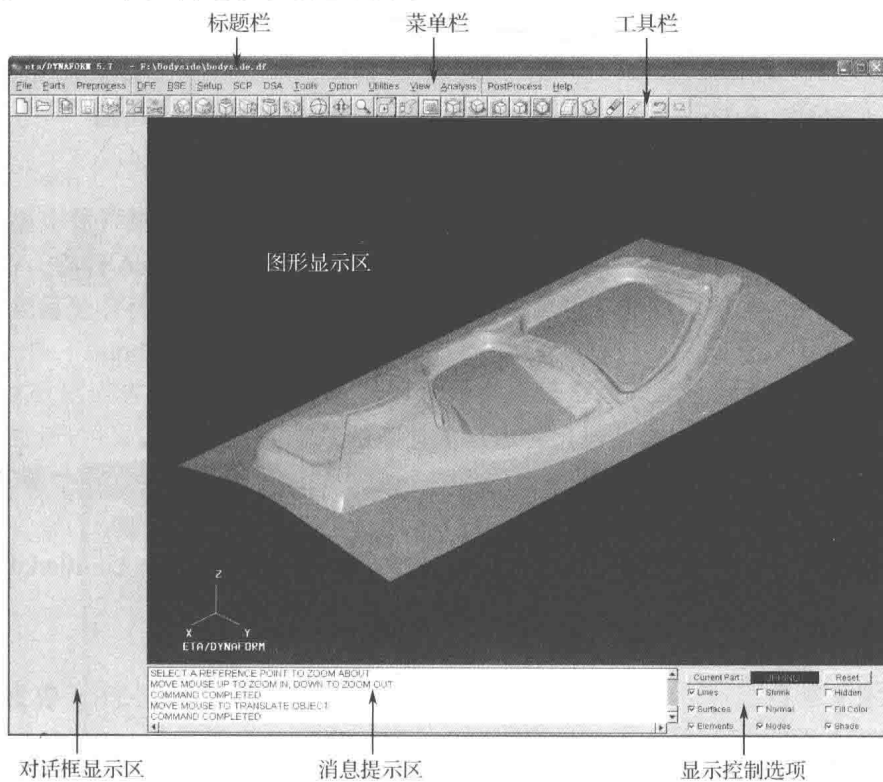 标题栏 菜单栏 工具栏
eta/DYNAFORM 5.7 - F:\Bodyside\bodyside.df
File Parts Preprocess DFE BSE Setup SCP DSA Tools Option Utilities View Analysis PostProcess Help
图形显示区
Z
X Y
ETA/DYNAFORM
SELECT A REFERENCE POINT TO ZOOM ABOUT
MOVE MOUSE UP TO ZOOM IN, DOWN TO ZOOM OUT
COMMAND COMPLETED
MOVE MOUSE TO TRANSLATE OBJECT
COMMAND COMPLETED
Current Part Reset
Lines Shrink Hidden
Surfaces Normal Fill Color
Elements Nodes Shade
对话框显示区 消息提示区 显示控制选项